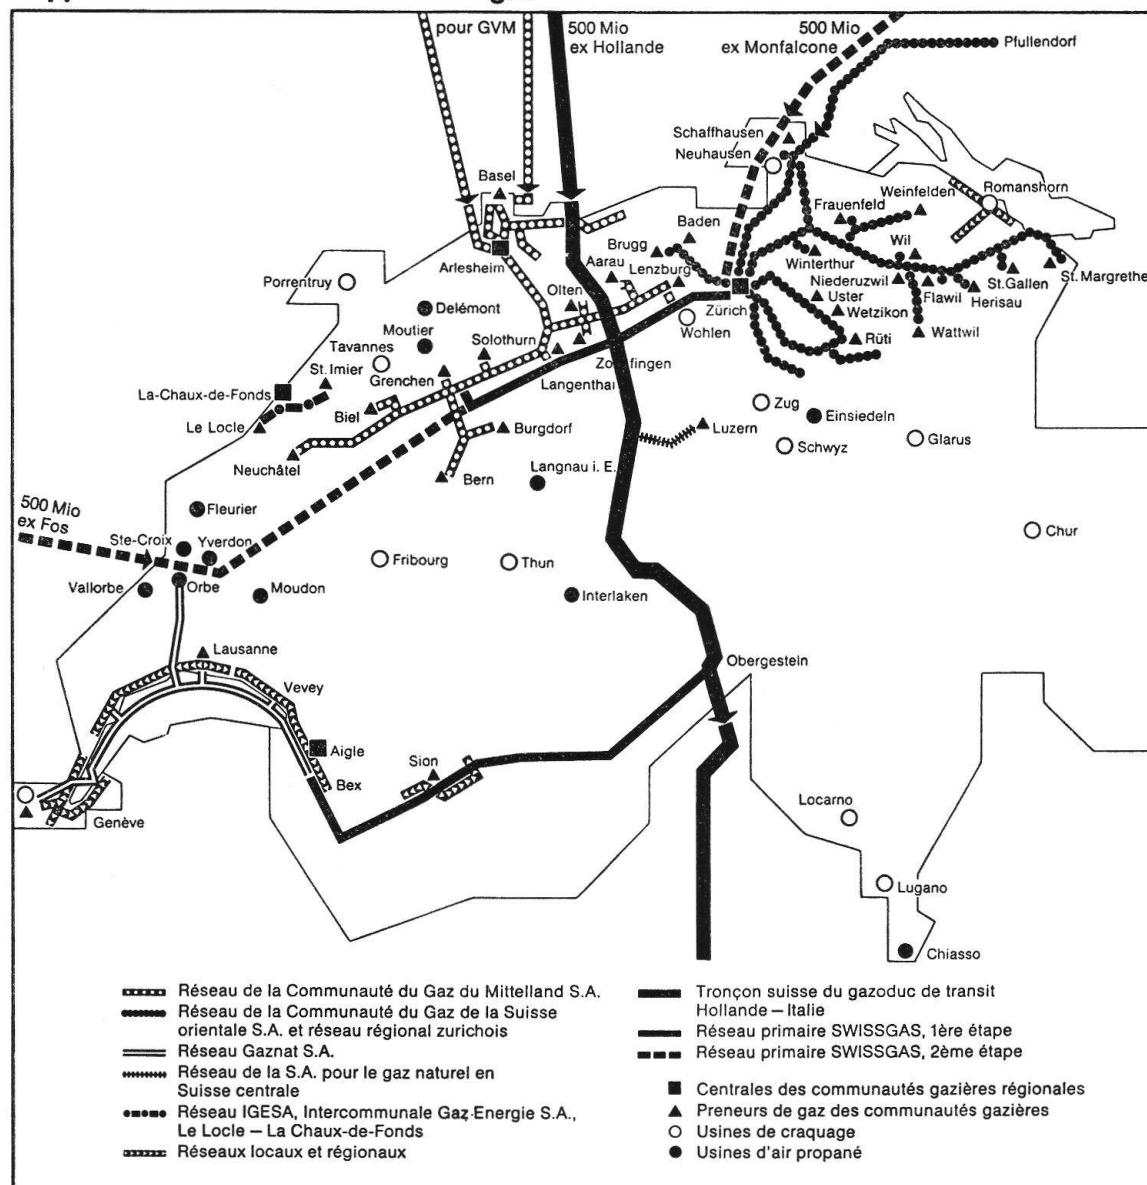 pour GVM
500 Mio
ex Hollande
500 Mio
ex Monfalcone
Pfullendorf
Schaffhausen
Neuhausen
Basel
Weinfelden
Romanshorn
Frauenfeld
Baden
Brugg
Wil
Arlesheim
Aarau
Winterthur
Lenzburg
Niederuzwil
St. Margrethe
Porrentruy
Olten
St. Gallen
Uster
Flawil
Herisau
Delémont
Zürich
Wetzikon
Moutier
Wohlen
Wattwil
Solothurn
Rüti
Tavannes
St. Imier
Zofingen
Grenchen
Langenthal
La-Chaux-de-Fonds
Zug
Einsiedeln
Le Locle
Biel
Burgdorf
Luzern
Glarus
Schwyz
Neuchâtel
Bern
Langnau i. E.
500 Mio
ex Fos
Fleurier
Ste-Croix
Yverdon
Chur
Fribourg
Thun
Vallorbe
Orbe
Moudon
Interlaken
Lausanne
Obergesteln
Vevey
Aigle
Sion
Bex
Locarno
Genève
Lugano
Chiasso
Réseau de la Communauté du Gaz du Mittelland S.A.
Réseau de la Communauté du Gaz de la Suisse
orientale S.A. et réseau régional zurichois
Réseau Gaznat S.A.
Réseau de la S.A. pour le gaz naturel en
Suisse centrale
Réseau IGESA, Intercommunale Gaz-Energie S.A.,
Le Locle – La Chaux-de-Fonds
Réseaux locaux et régionaux
Tronçon suisse du gazoduc de transit
Hollande – Italie
Réseau primaire SWISSGAS, 1ère étape
Réseau primaire SWISSGAS, 2ème étape
Centrales des communautés gazières régionales
Preneurs de gaz des communautés gazières
Usines de craquage
Usines d'air propané